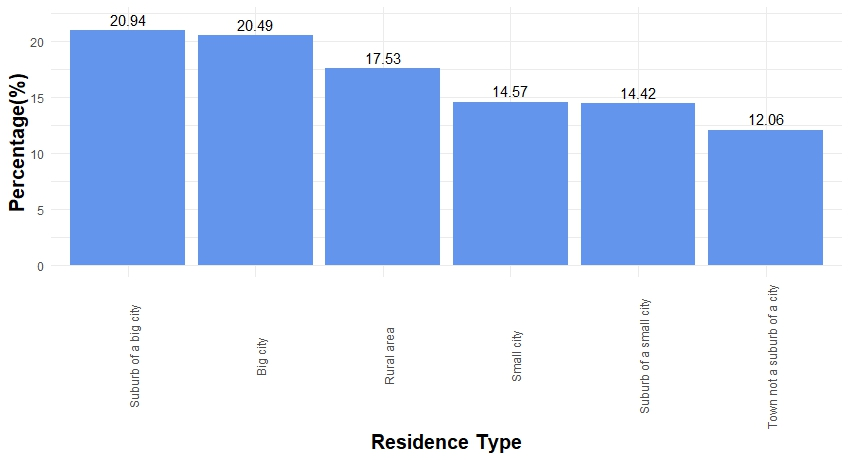 20.94
20.49
17.53
14.57
14.42
12.06
Percentage(%)
20
15
10
5
0
Suburb of a big city
Big city
Rural area
Small city
Suburb of a small city
Town not a suburb of a city
Residence Type